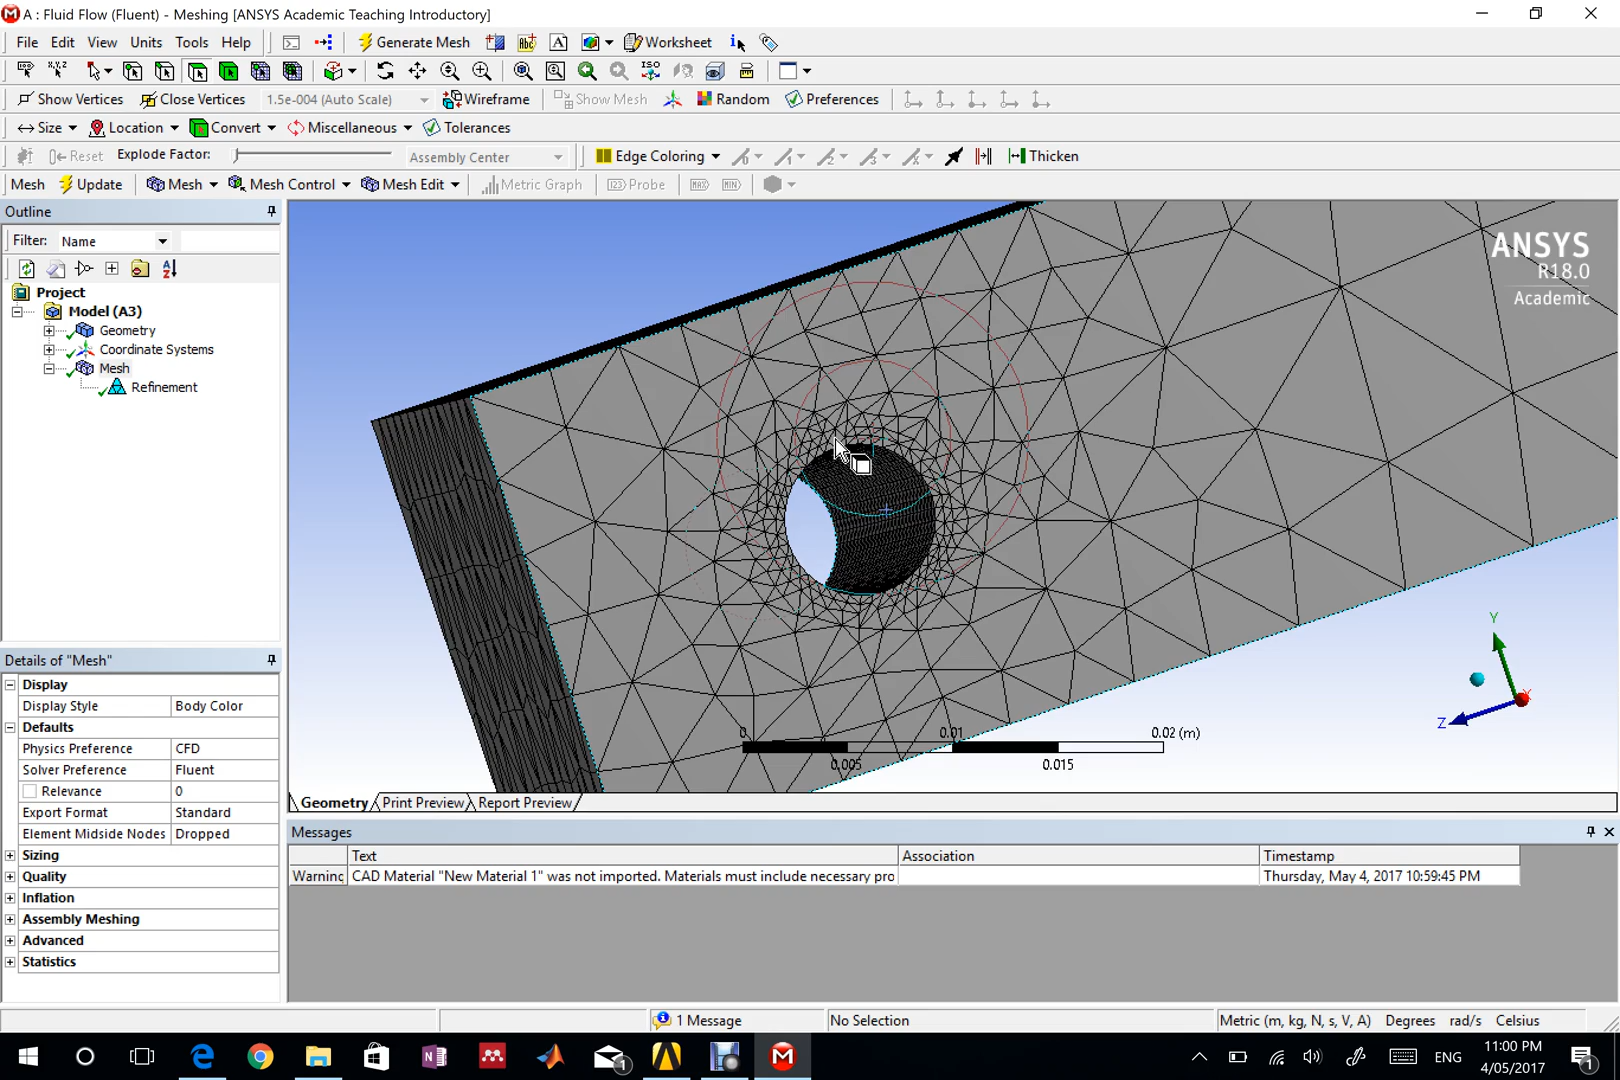 A : Fluid Flow (Fluent) - Meshing [ANSYS Academic Teaching Introductory]
File Edit View Units Tools Help Generate Mesh Worksheet
Show Vertices Close Vertices 1.5e-004 (Auto Scale) Wireframe Show Mesh Random Preferences
Size Location Convert Miscellaneous Tolerances
Reset Explode Factor: Assembly Center Edge Coloring Thicken
Mesh Update Mesh Mesh Control Mesh Edit Metric Graph Probe MAX MIN
Outline
Filter: Name
Project
Model (A3)
Geometry
Coordinate Systems
Mesh
Refinement
Details of "Mesh"
Display
Display Style Body Color
Defaults
Physics Preference CFD
Solver Preference Fluent
Relevance 0
Export Format Standard
Element Midside Nodes Dropped
Sizing
Quality
Inflation
Assembly Meshing
Advanced
Statistics
ANSYS
R18.0
Academic
Y
X
Z
0 0.01 0.02 (m)
0.005 0.015
Geometry Print Preview Report Preview
Messages
Text Association Timestamp
Warning CAD Material "New Material 1" was not imported. Materials must include necessary pro Thursday, May 4, 2017 10:59:45 PM
1 Message No Selection Metric (m, kg, N, s, V, A) Degrees rad/s Celsius
ENG
11:00 PM
4/05/2017